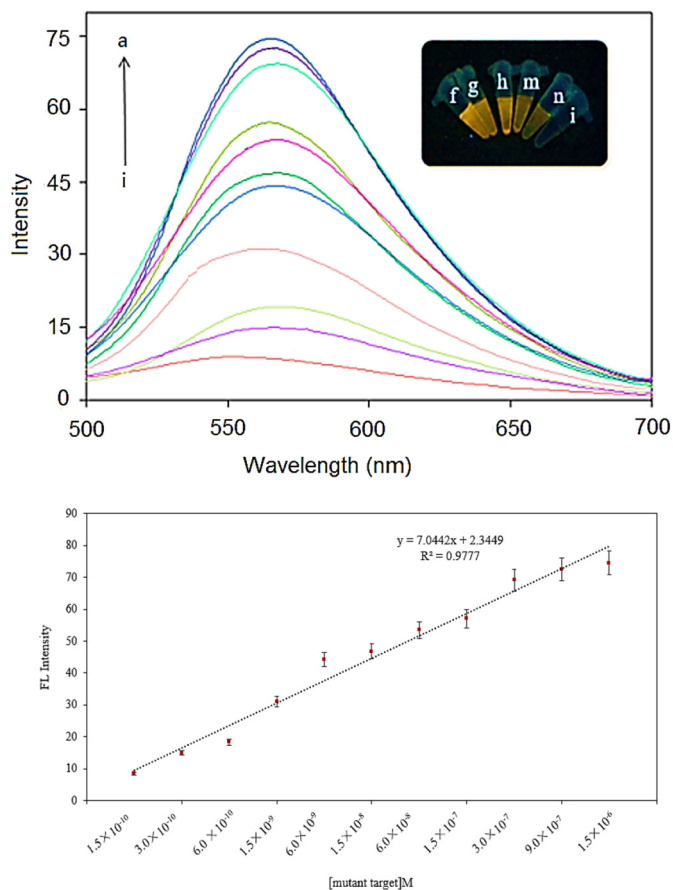 75
60
45
30
15
0
Intensity
a
i
f
g
h
m
n
i
500
550
600
650
700
Wavelength (nm)
90
80
70
60
50
40
30
20
10
0
FL Intensity
y = 7.0442x + 2.3449
R² = 0.9777
1.5×10⁻¹⁰
3.0×10⁻¹⁰
6.0×10⁻¹⁰
1.5×10⁻⁹
6.0×10⁻⁹
1.5×10⁻⁸
6.0×10⁻⁸
1.5×10⁻⁷
3.0×10⁻⁷
9.0×10⁻⁷
1.5×10⁻⁶
[mutant target]M